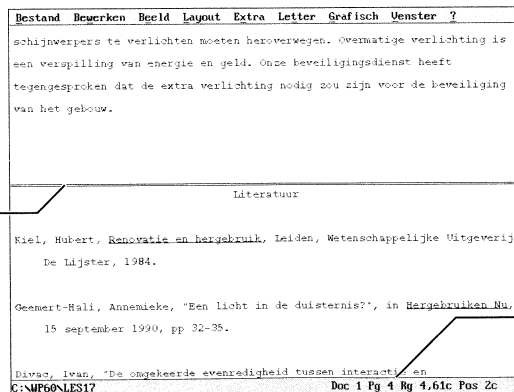 Bestand Bewerken Beeld Layout Extra Letter Grafisch Venster ?
schijnwerpers te verlichten moeten heroverwegen. Overmatige verlichting is
een verspilling van energie en geld. Onze beveiligingsdienst heeft
tegengesproken dat de extra verlichting nodig zou zijn voor de beveiliging
van het gebouw.
Literatuur
Kiel, Hubert, Renovatie en hergebruik, Leiden, Wetenschappelijke Uitgeverij
De Lijster, 1984.
Geemert-Hali, Annemieke, "Een licht in de duisternis?", in Hergebruiken Nu,
15 september 1990, pp 32-35.
Divac, Ivan, "De omgekeerde evenredigheid tussen interactie en
C:\WP60\LES17 Doc 1 Pg 4 Rg 4,61c Pos 2c